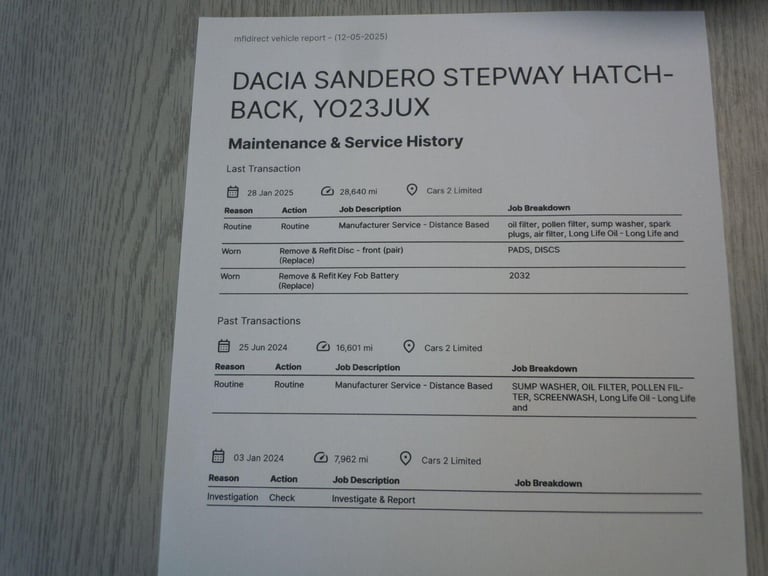 mfldirect vehicle report - (12-05-2025)
DACIA SANDERO STEPWAY HATCH-
BACK, YO23JUX
Maintenance & Service History
Last Transaction
28 Jan 2025 28,640 mi Cars 2 Limited
Reason Action Job Description Job Breakdown
Routine Routine Manufacturer Service - Distance Based oil filter, pollen filter, sump washer, spark
plugs, air filter, Long Life Oil - Long Life and
Worn Remove & Refit Disc - front (pair) PADS, DISCS
(Replace)
Worn Remove & Refit Key Fob Battery 2032
(Replace)
Past Transactions
25 Jun 2024 16,601 mi Cars 2 Limited
Reason Action Job Description Job Breakdown
Routine Routine Manufacturer Service - Distance Based SUMP WASHER, OIL FILTER, POLLEN FIL-
TER, SCREENWASH, Long Life Oil - Long Life
and
03 Jan 2024 7,962 mi Cars 2 Limited
Reason Action Job Description Job Breakdown
Investigation Check Investigate & Report